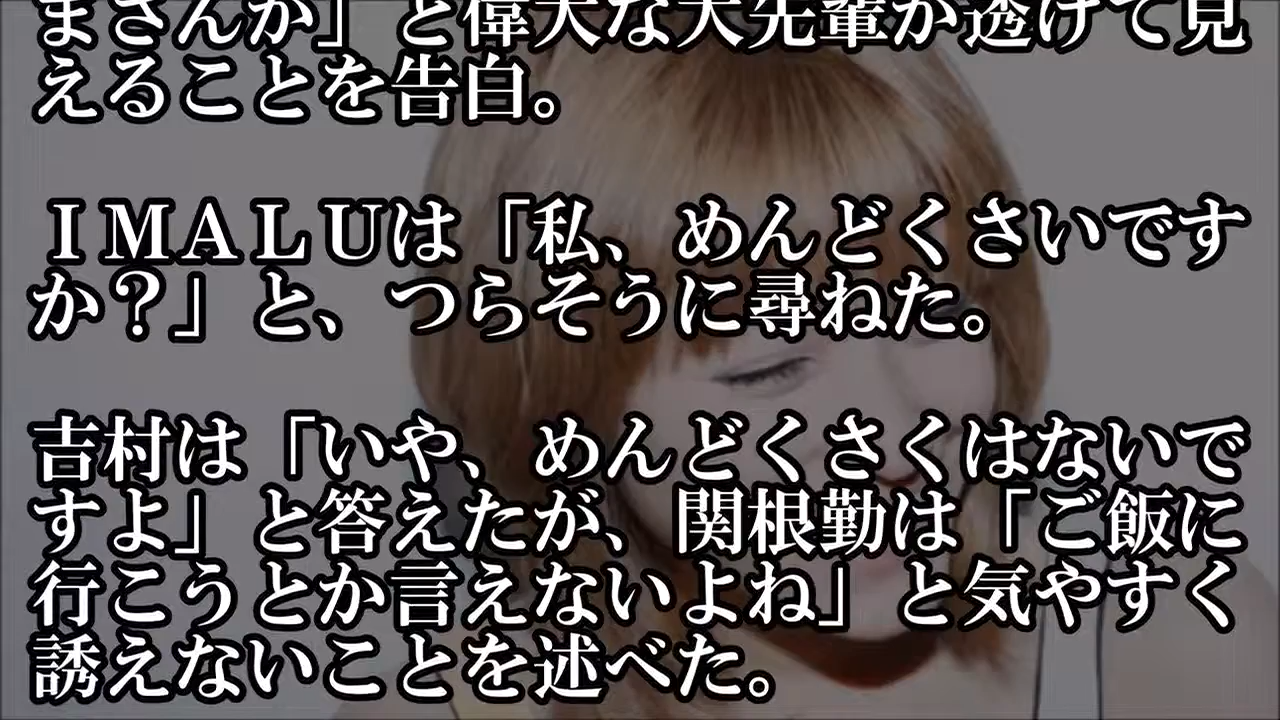 まさんが」と偉大な大先輩が透けて見
えることを告白。
ＩＭＡＬＵは「私、めんどくさいです
か？」と、つらそうに尋ねた。
吉村は「いや、めんどくさくはないで
すよ」と答えたが、関根勤は「ご飯に
行こうとか言えないよね」と気やすく
誘えないことを述べた。